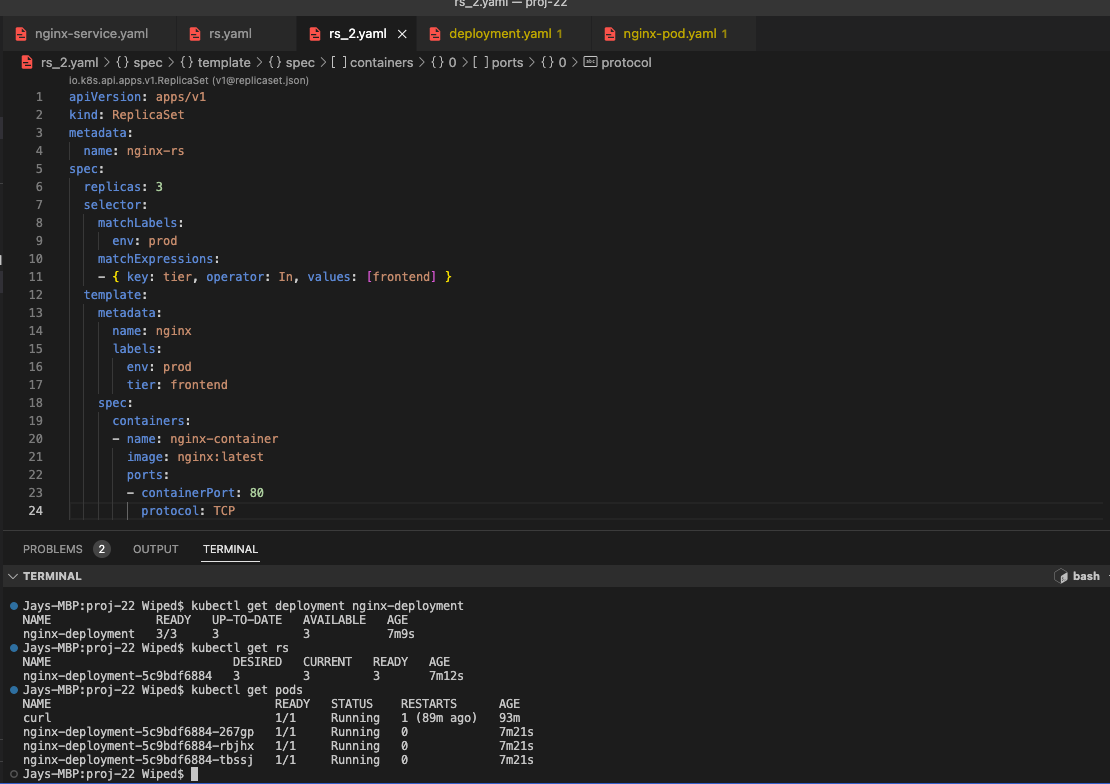 rs_2.yaml — proj-22
nginx-service.yaml rs.yaml rs_2.yaml deployment.yaml 1 nginx-pod.yaml 1
rs_2.yaml > {} spec > {} template > {} spec > [ ] containers > {} 0 > [ ] ports > {} 0 > abc protocol
io.k8s.api.apps.v1.ReplicaSet (v1@replicaset.json)
1 apiVersion: apps/v1
2 kind: ReplicaSet
3 metadata:
4   name: nginx-rs
5 spec:
6   replicas: 3
7   selector:
8     matchLabels:
9       env: prod
10     matchExpressions:
11     - { key: tier, operator: In, values: [frontend] }
12   template:
13     metadata:
14       name: nginx
15       labels:
16         env: prod
17         tier: frontend
18     spec:
19       containers:
20       - name: nginx-container
21         image: nginx:latest
22         ports:
23         - containerPort: 80
24           protocol: TCP
PROBLEMS 2 OUTPUT TERMINAL
TERMINAL bash
Jays-MBP:proj-22 Wiped$ kubectl get deployment nginx-deployment
NAME READY UP-TO-DATE AVAILABLE AGE
nginx-deployment 3/3 3 3 7m9s
Jays-MBP:proj-22 Wiped$ kubectl get rs
NAME DESIRED CURRENT READY AGE
nginx-deployment-5c9bdf6884 3 3 3 7m12s
Jays-MBP:proj-22 Wiped$ kubectl get pods
NAME READY STATUS RESTARTS AGE
curl 1/1 Running 1 (89m ago) 93m
nginx-deployment-5c9bdf6884-267gp 1/1 Running 0 7m21s
nginx-deployment-5c9bdf6884-rbjhx 1/1 Running 0 7m21s
nginx-deployment-5c9bdf6884-tbssj 1/1 Running 0 7m21s
Jays-MBP:proj-22 Wiped$